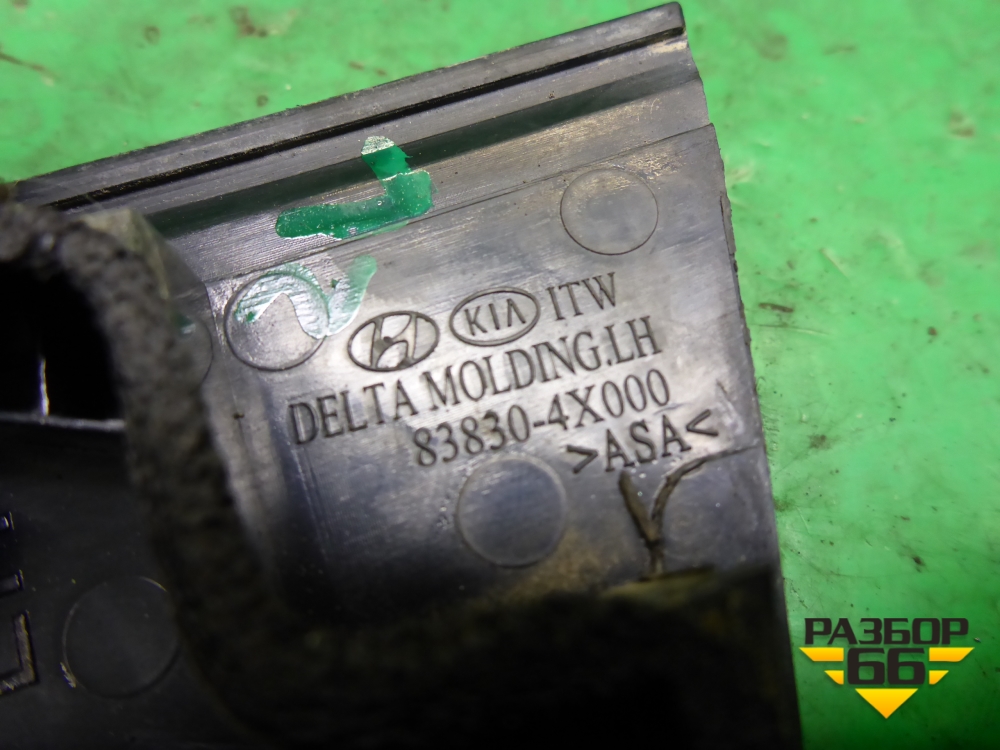 KIA ITW
DELTA MOLDING.LH
83830-4X000
>ASA<
РАЗБОР
66